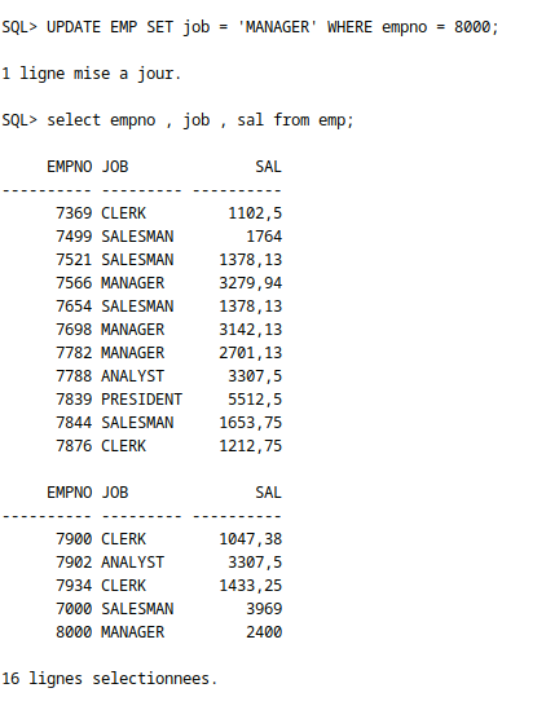 SQL> UPDATE EMP SET job = 'MANAGER' WHERE empno = 8000;
1 ligne mise a jour.
SQL> select empno , job , sal from emp;
EMPNO JOB SAL
---------- --------- ----------
7369 CLERK 1102,5
7499 SALESMAN 1764
7521 SALESMAN 1378,13
7566 MANAGER 3279,94
7654 SALESMAN 1378,13
7698 MANAGER 3142,13
7782 MANAGER 2701,13
7788 ANALYST 3307,5
7839 PRESIDENT 5512,5
7844 SALESMAN 1653,75
7876 CLERK 1212,75
EMPNO JOB SAL
---------- --------- ----------
7900 CLERK 1047,38
7902 ANALYST 3307,5
7934 CLERK 1433,25
7000 SALESMAN 3969
8000 MANAGER 2400
16 lignes selectionnees.